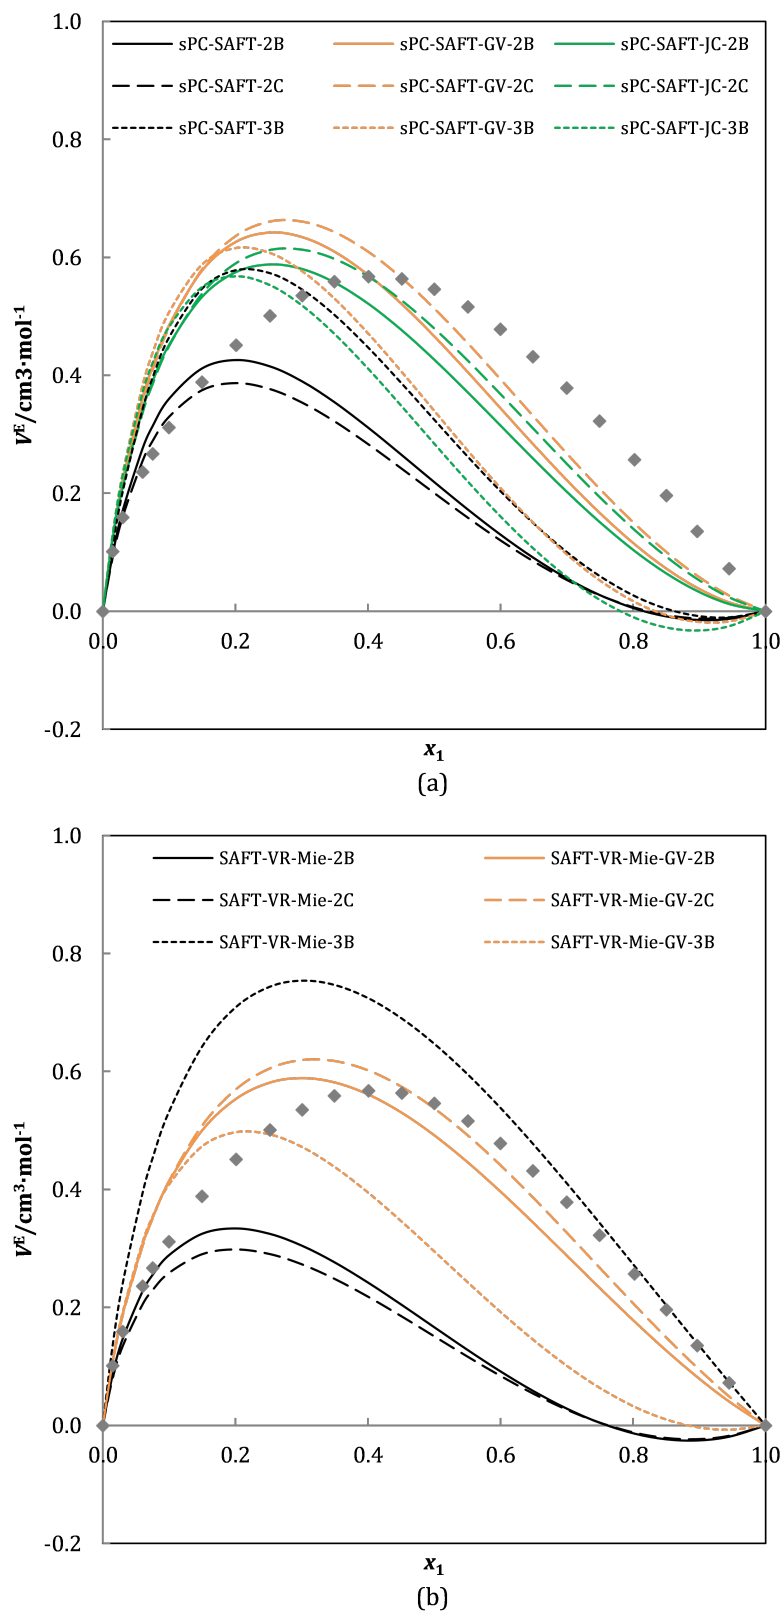 1.0
sPC-SAFT-2B sPC-SAFT-GV-2B sPC-SAFT-JC-2B
sPC-SAFT-2C sPC-SAFT-GV-2C sPC-SAFT-JC-2C
sPC-SAFT-3B sPC-SAFT-GV-3B sPC-SAFT-JC-3B
0.8
0.6
0.4
0.2
0.0
-0.2
Vᴱ/cm3·mol⁻¹
0.0 0.2 0.4 0.6 0.8 1.0
x₁
(a)
1.0
SAFT-VR-Mie-2B SAFT-VR-Mie-GV-2B
SAFT-VR-Mie-2C SAFT-VR-Mie-GV-2C
SAFT-VR-Mie-3B SAFT-VR-Mie-GV-3B
0.8
0.6
0.4
0.2
0.0
-0.2
Vᴱ/cm³·mol⁻¹
0.0 0.2 0.4 0.6 0.8 1.0
x₁
(b)